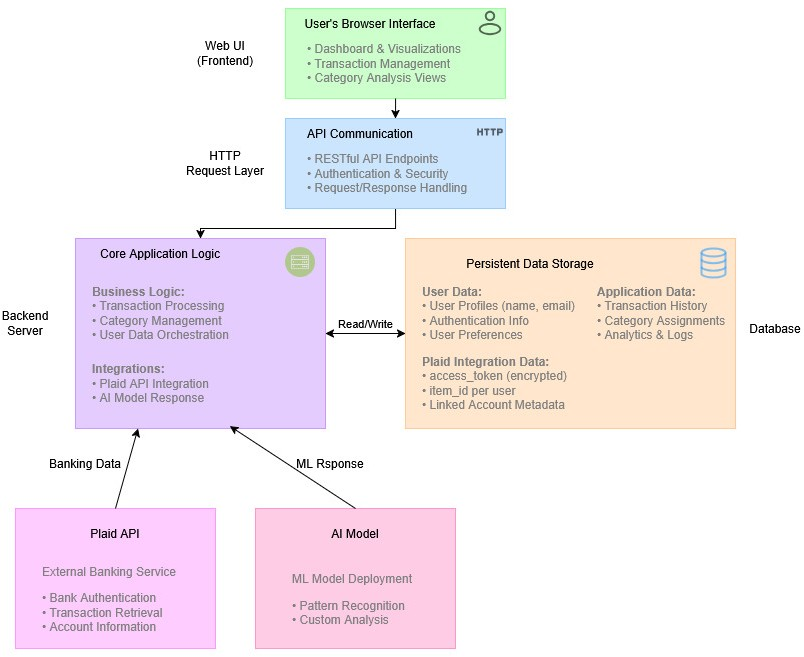 User's Browser Interface
Web UI
(Frontend)
• Dashboard & Visualizations
• Transaction Management
• Category Analysis Views
API Communication
HTTP
HTTP
Request Layer
• RESTful API Endpoints
• Authentication & Security
• Request/Response Handling
Core Application Logic
Business Logic:
• Transaction Processing
• Category Management
• User Data Orchestration
Integrations:
• Plaid API Integration
• AI Model Response
Backend
Server
Read/Write
Persistent Data Storage
User Data:
• User Profiles (name, email)
• Authentication Info
• User Preferences
Plaid Integration Data:
• access_token (encrypted)
• item_id per user
• Linked Account Metadata
Application Data:
• Transaction History
• Category Assignments
• Analytics & Logs
Database
Banking Data
ML Rsponse
Plaid API
External Banking Service
• Bank Authentication
• Transaction Retrieval
• Account Information
AI Model
ML Model Deployment
• Pattern Recognition
• Custom Analysis